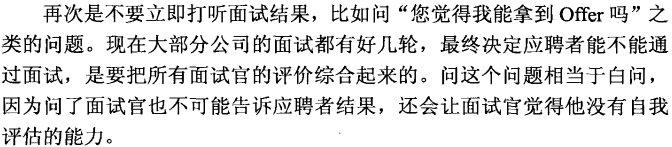 再次是不要立即打听面试结果，比如问“您觉得我能拿到 Offer 吗”之
类的问题。现在大部分公司的面试都有好几轮，最终决定应聘者能不能通
过面试，是要把所有面试官的评价综合起来的。问这个问题相当于白问，
因为问了面试官也不可能告诉应聘者结果，还会让面试官觉得他没有自我
评估的能力。